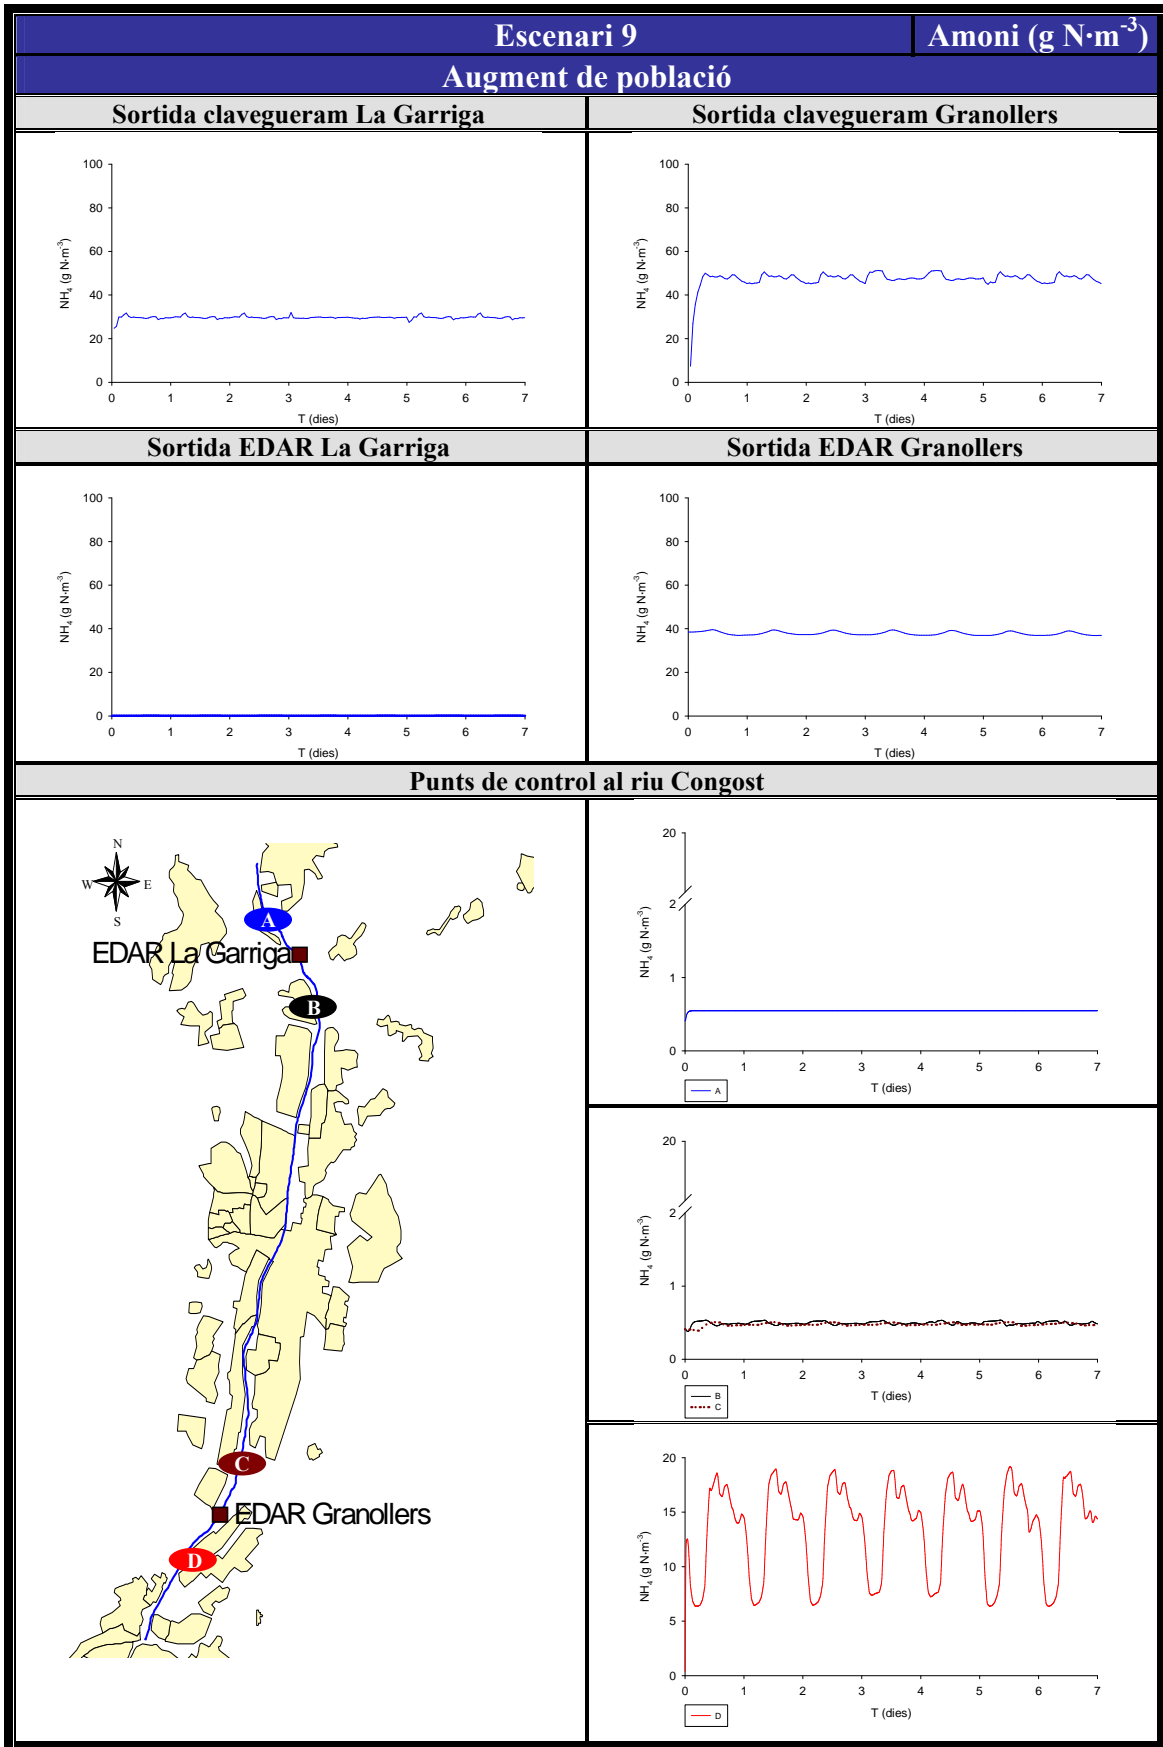 Escenari 9
Amoni (g N·m-3)
Augment de població
Sortida clavegueram La Garriga
Sortida clavegueram Granollers
100
80
60
40
20
0
NH4 (g N·m-3)
0 1 2 3 4 5 6 7
T (dies)
100
80
60
40
20
0
NH4 (g N·m-3)
0 1 2 3 4 5 6 7
T (dies)
Sortida EDAR La Garriga
Sortida EDAR Granollers
100
80
60
40
20
0
NH4 (g N·m-3)
0 1 2 3 4 5 6 7
T (dies)
100
80
60
40
20
0
NH4 (g N·m-3)
0 1 2 3 4 5 6 7
T (dies)
Punts de control al riu Congost
N
W E
S
A
EDAR La Garriga
B
C
EDAR Granollers
D
20
2
1
0
NH4 (g N·m-3)
0 1 2 3 4 5 6 7
T (dies)
A
20
2
1
0
NH4 (g N·m-3)
0 1 2 3 4 5 6 7
T (dies)
B
C
20
15
10
5
0
NH4 (g N·m-3)
0 1 2 3 4 5 6 7
T (dies)
D